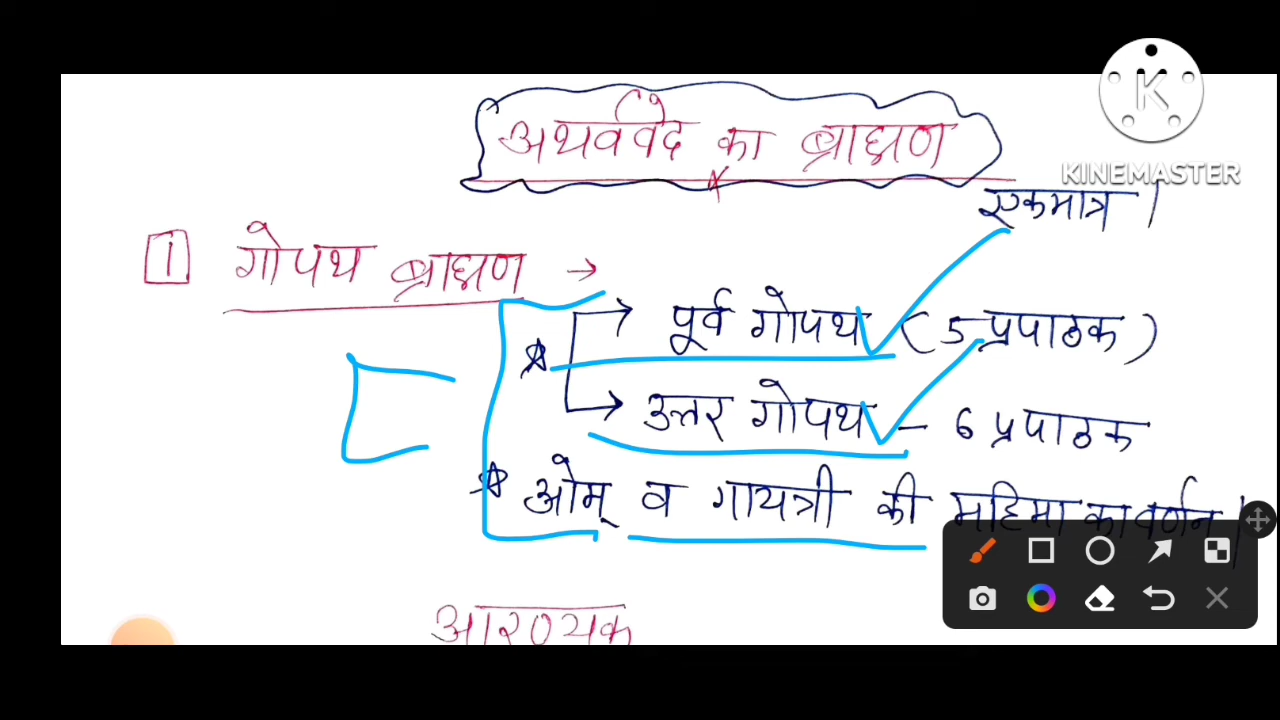 अथर्ववेद का ब्राह्मण
KINEMASTER
एकमात्र ।
1 गोपथ ब्राह्मण →
→ पूर्व गोपथ (5 प्रपाठक)
→ उत्तर गोपथ – 6 प्रपाठक
ओम् व गायत्री की महिमा का वर्णन ।
आरण्यक